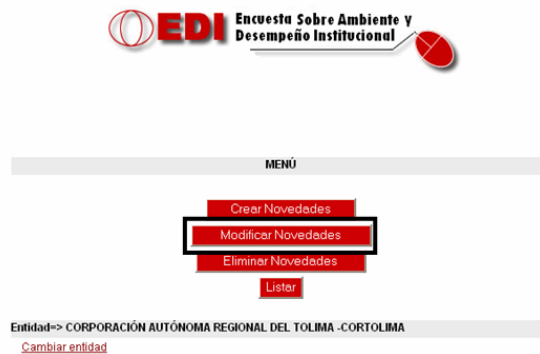 EDI Encuesta Sobre Ambiente y
Desempeño Institucional
MENÚ
Crear Novedades
Modificar Novedades
Eliminar Novedades
Listar
Entidad=> CORPORACIÓN AUTÓNOMA REGIONAL DEL TOLIMA -CORTOLIMA
Cambiar entidad